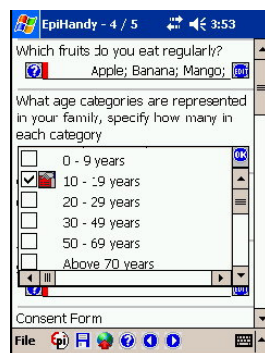 EpiHandy - 4 / 5 3:53
Which fruits do you eat regularly?
Apple; Banana; Mango;
What age categories are represented
in your family, specify how many in
each category
OK
0 - 9 years
10 - 19 years
20 - 29 years
30 - 49 years
50 - 69 years
Above 70 years
Consent Form
File Epi